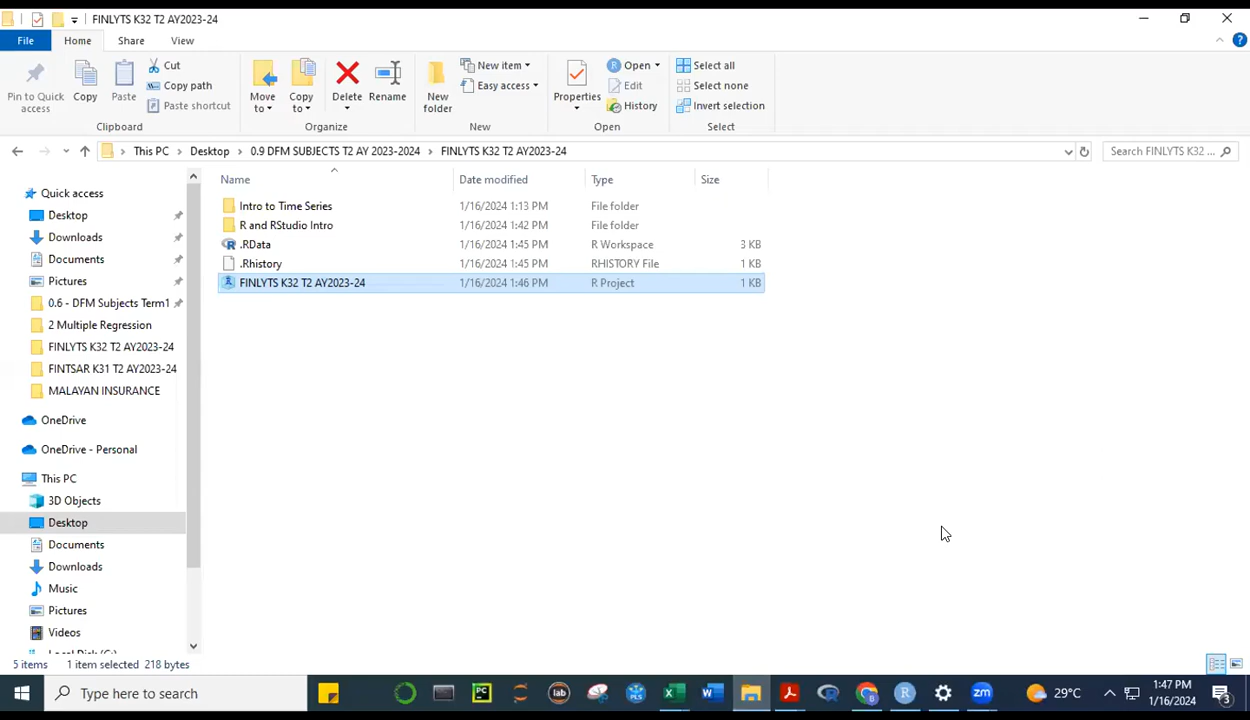 FINLYTS K32 T2 AY2023-24
File
Home
Share
View
Pin to Quick access
Copy
Paste
Cut
Copy path
Paste shortcut
Clipboard
Move to
Copy to
Delete
Rename
Organize
New folder
New item
Easy access
New
Properties
Open
Edit
History
Open
Select all
Select none
Invert selection
Select
This PC > Desktop > 0.9 DFM SUBJECTS T2 AY 2023-2024 > FINLYTS K32 T2 AY2023-24
Search FINLYTS K32 ...
Name Date modified Type Size
Intro to Time Series 1/16/2024 1:13 PM File folder
R and RStudio Intro 1/16/2024 1:42 PM File folder
.RData 1/16/2024 1:45 PM R Workspace 3 KB
.Rhistory 1/16/2024 1:45 PM RHISTORY File 1 KB
FINLYTS K32 T2 AY2023-24 1/16/2024 1:46 PM R Project 1 KB
Quick access
Desktop
Downloads
Documents
Pictures
0.6 - DFM Subjects Term1
2 Multiple Regression
FINLYTS K32 T2 AY2023-24
FINTSAR K31 T2 AY2023-24
MALAYAN INSURANCE
OneDrive
OneDrive - Personal
This PC
3D Objects
Desktop
Documents
Downloads
Music
Pictures
Videos
Local Disk (C:)
5 items 1 item selected 218 bytes
Type here to search
PC
lab
PLS
zm
29°C
1:47 PM
1/16/2024
3